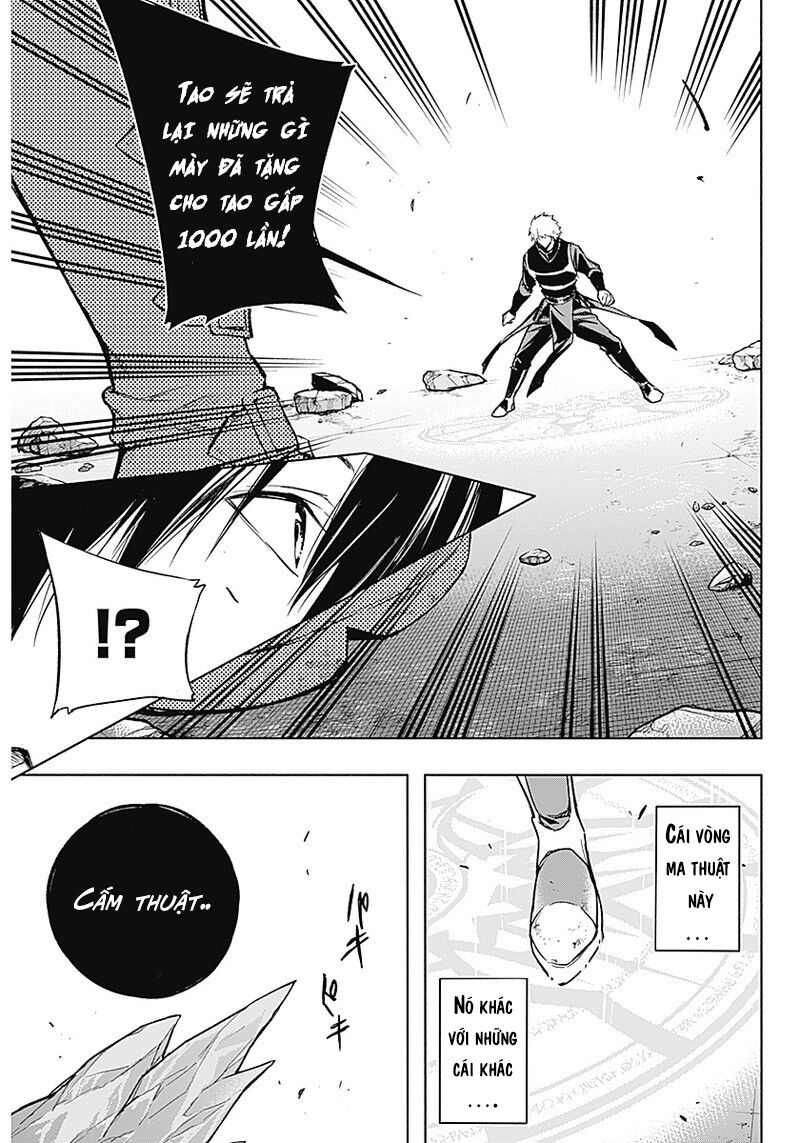 TAO SẼ TRẢ
LẠI NHỮNG GÌ
MÀY ĐÃ TẶNG
CHO TAO GẤP
1000 LẦN!
!?
CÁI VÒNG
MA THUẬT
NÀY
...
NÓ KHÁC
VỚI NHỮNG
CÁI KHÁC
....
CẤM THUẬT..